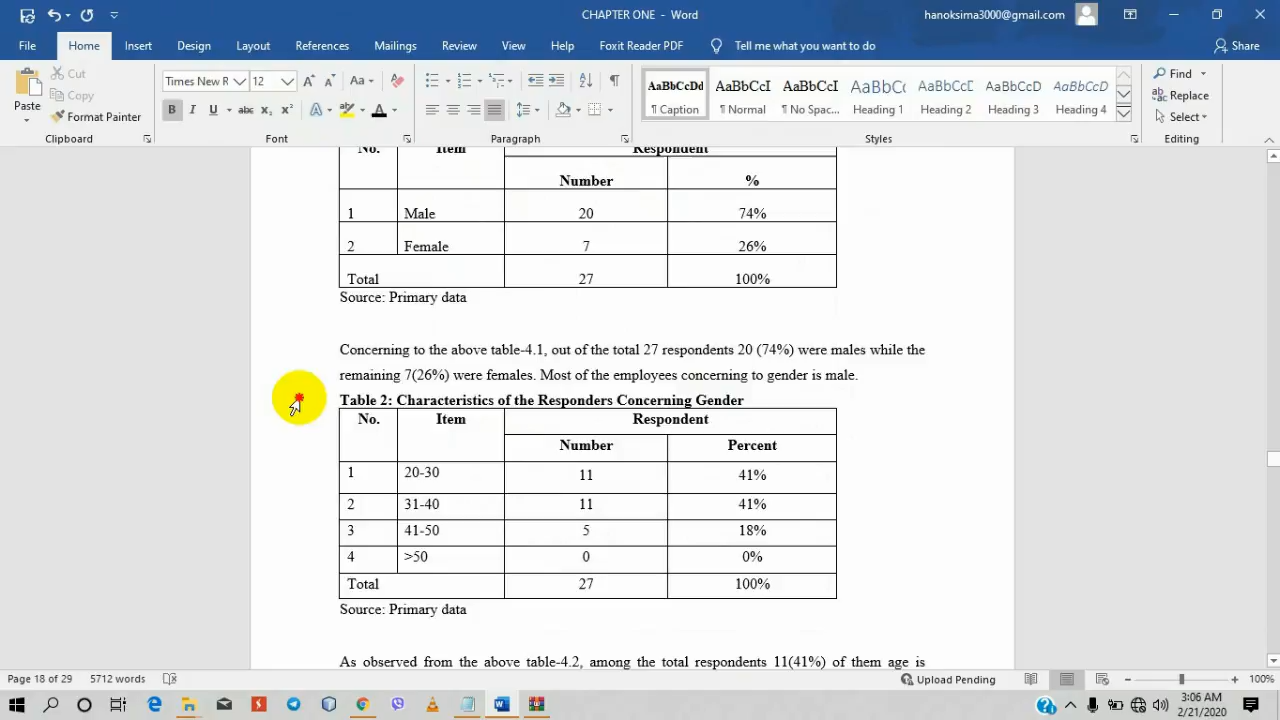 CHAPTER ONE - Word
hanoksima3000@gmail.com
File Home Insert Design Layout References Mailings Review View Help Foxit Reader PDF Tell me what you want to do Share
Paste
Cut
Copy
Format Painter
Times New R 12
Aa
B I U abc x₂ x²
AaBbCcDd AaBbCcI AaBbCcI AaBbC AaBbCcD AaBbCcDc AaBbCcDc
¶ Caption ¶ Normal ¶ No Spac... Heading 1 Heading 2 Heading 3 Heading 4
Find
Replace
Select
Clipboard Font Paragraph Styles Editing
No. Item Respondent
Number %
1 Male 20 74%
2 Female 7 26%
Total 27 100%
Source: Primary data
Concerning to the above table-4.1, out of the total 27 respondents 20 (74%) were males while the
remaining 7(26%) were females. Most of the employees concerning to gender is male.
Table 2: Characteristics of the Responders Concerning Gender
No. Item Respondent
Number Percent
1 20-30 11 41%
2 31-40 11 41%
3 41-50 5 18%
4 >50 0 0%
Total 27 100%
Source: Primary data
As observed from the above table-4.2, among the total respondents 11(41%) of them age is
Page 18 of 29 5712 words Upload Pending 100%
3:06 AM
2/21/2020